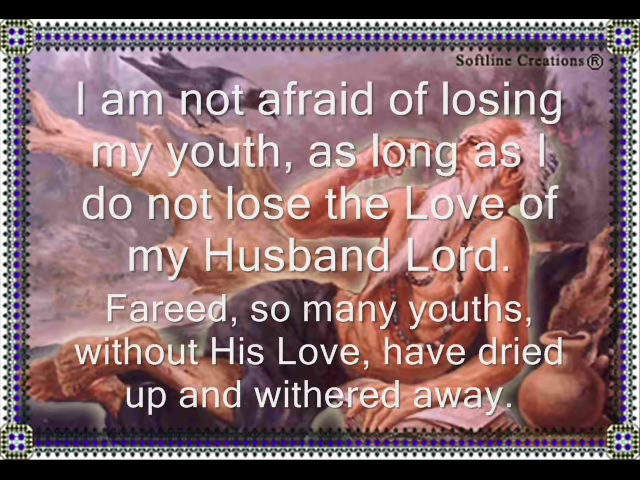 Softline Creations®
I am not afraid of losing
my youth, as long as I
do not lose the Love of
my Husband Lord.
Fareed, so many youths,
without His Love, have dried
up and withered away.